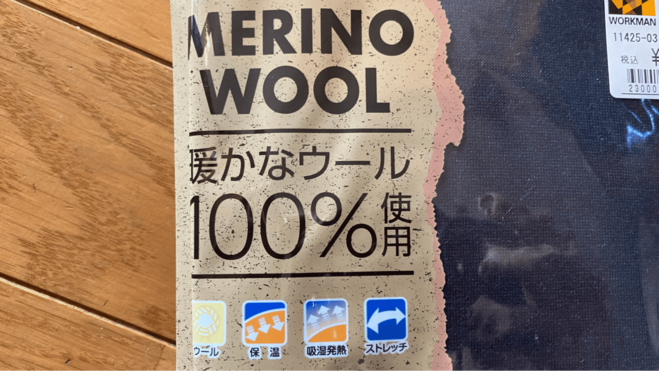 MERINO
WOOL
暖かなウール
100%使用
ウール
保温
吸湿発熱
ストレッチ
WORKMAN
11425-03
税込 ¥
23000